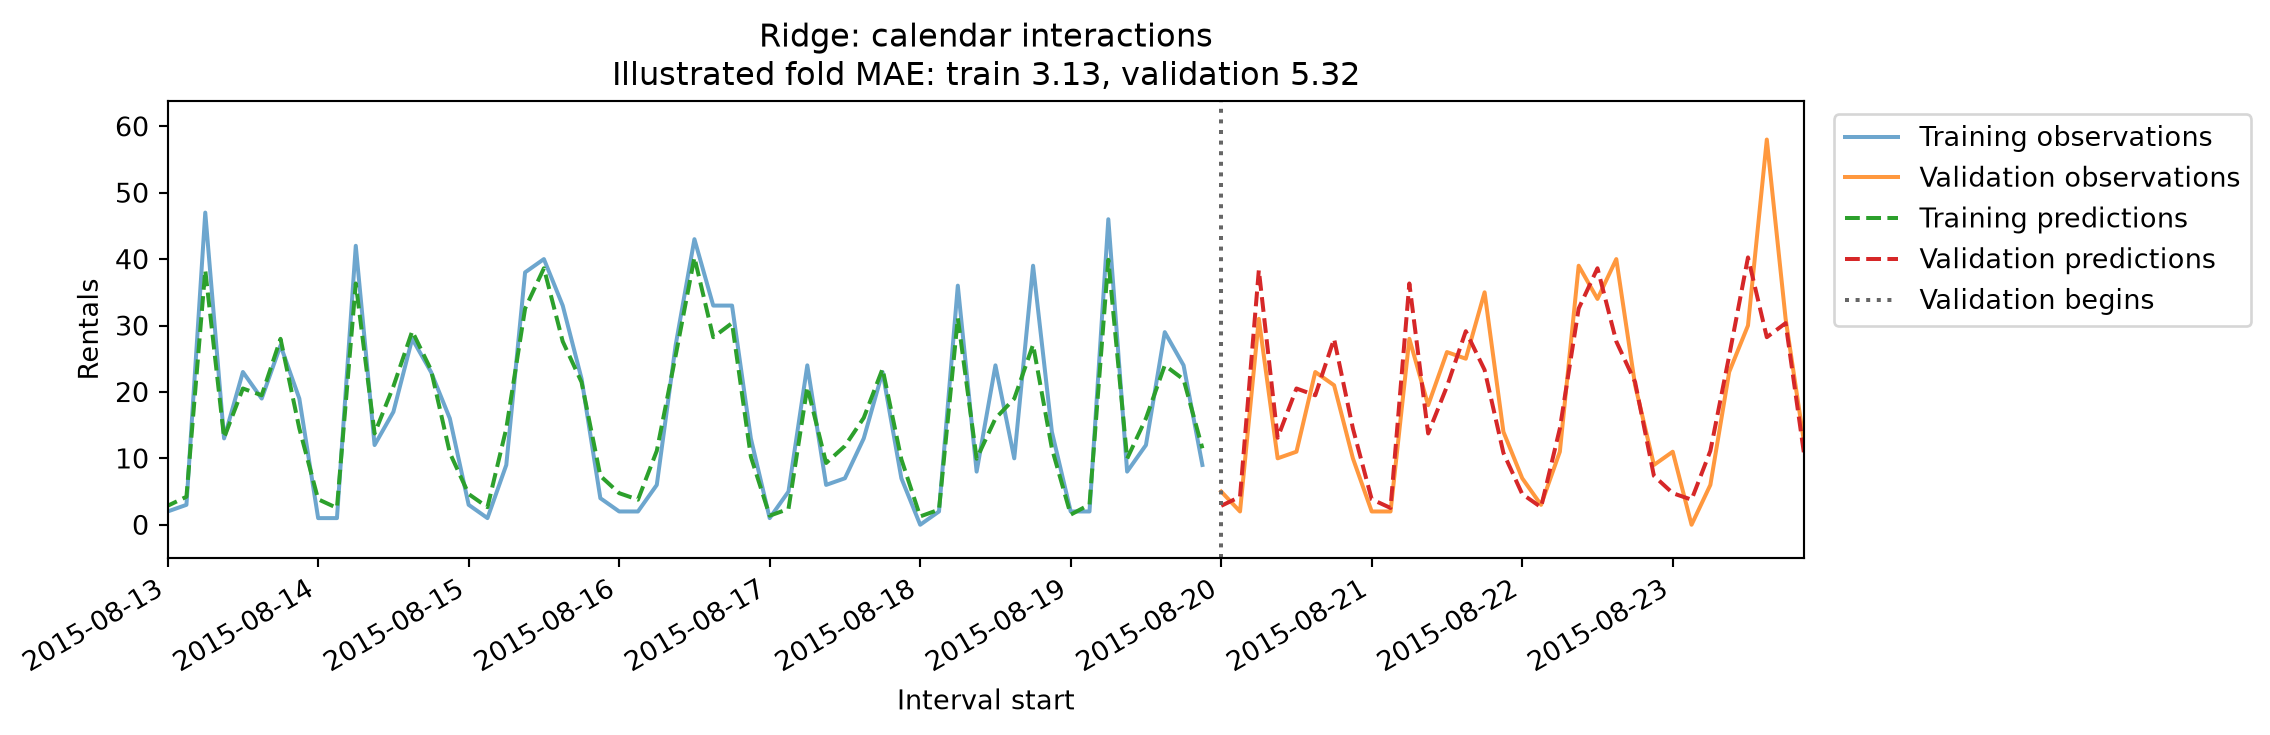 Ridge: calendar interactions
Illustrated fold MAE: train 3.13, validation 5.32
Rentals
60
50
40
30
20
10
0
2015-08-13
2015-08-14
2015-08-15
2015-08-16
2015-08-17
2015-08-18
2015-08-19
2015-08-20
2015-08-21
2015-08-22
2015-08-23
Interval start
Training observations
Validation observations
Training predictions
Validation predictions
Validation begins